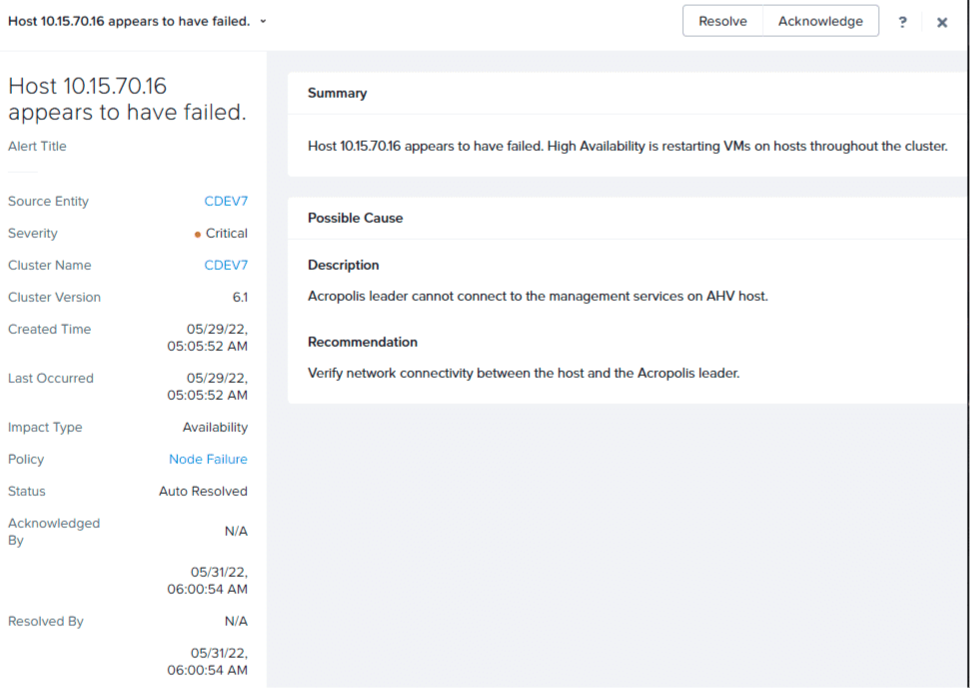 Host 10.15.70.16 appears to have failed.
Resolve
Acknowledge
?
Host 10.15.70.16
appears to have failed.
Alert Title
Source Entity CDEV7
Severity Critical
Cluster Name CDEV7
Cluster Version 6.1
Created Time 05/29/22,
05:05:52 AM
Last Occurred 05/29/22,
05:05:52 AM
Impact Type Availability
Policy Node Failure
Status Auto Resolved
Acknowledged
By N/A
05/31/22,
06:00:54 AM
Resolved By N/A
05/31/22,
06:00:54 AM
Summary
Host 10.15.70.16 appears to have failed. High Availability is restarting VMs on hosts throughout the cluster.
Possible Cause
Description
Acropolis leader cannot connect to the management services on AHV host.
Recommendation
Verify network connectivity between the host and the Acropolis leader.